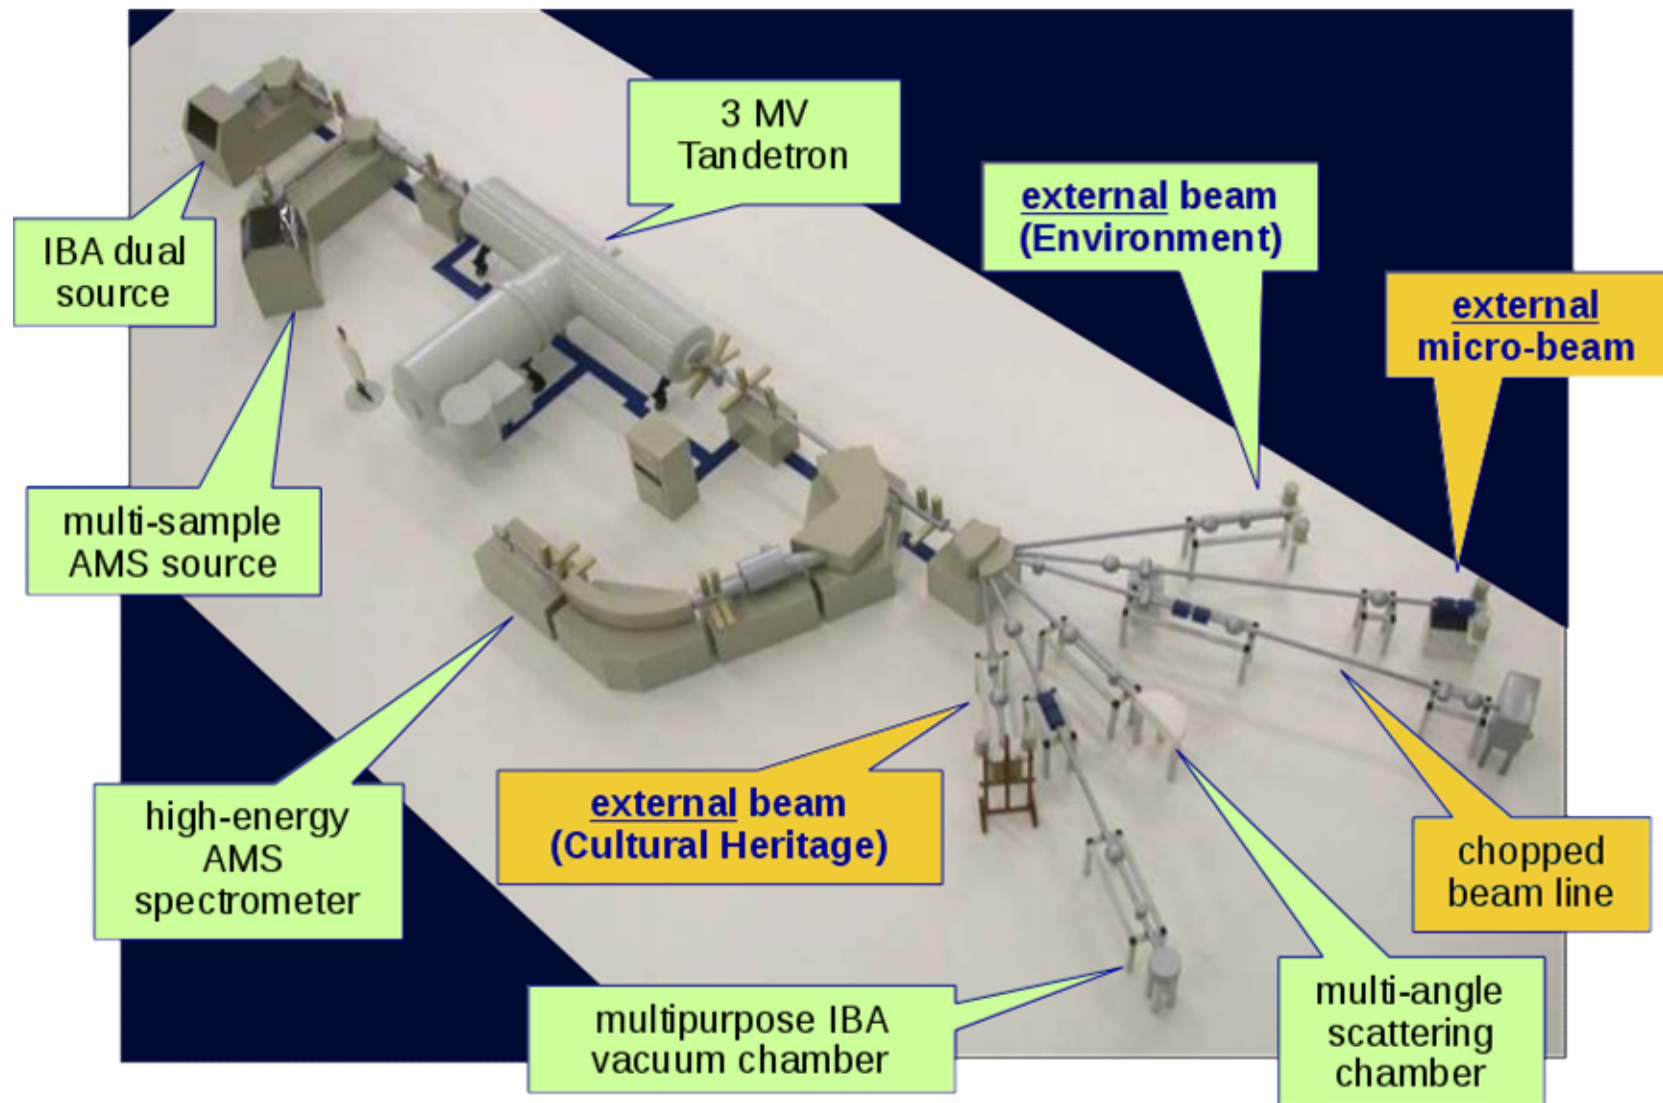 3 MV
Tandetron
external beam
(Environment)
IBA dual
source
external
micro-beam
multi-sample
AMS source
high-energy
AMS
spectrometer
external beam
(Cultural Heritage)
chopped
beam line
multipurpose IBA
vacuum chamber
multi-angle
scattering
chamber